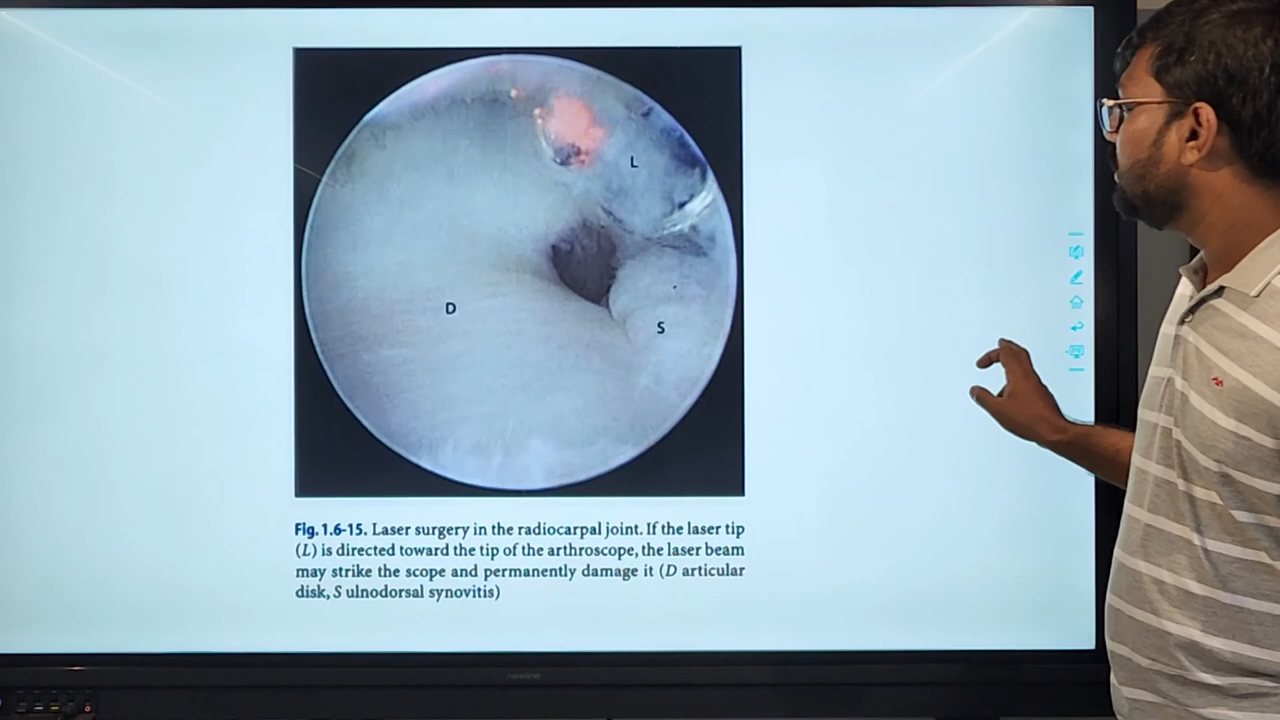 L
D
S
Fig. 1.6-15. Laser surgery in the radiocarpal joint. If the laser tip
(L) is directed toward the tip of the arthroscope, the laser beam
may strike the scope and permanently damage it (D articular
disk, S ulnodorsal synovitis)
newline